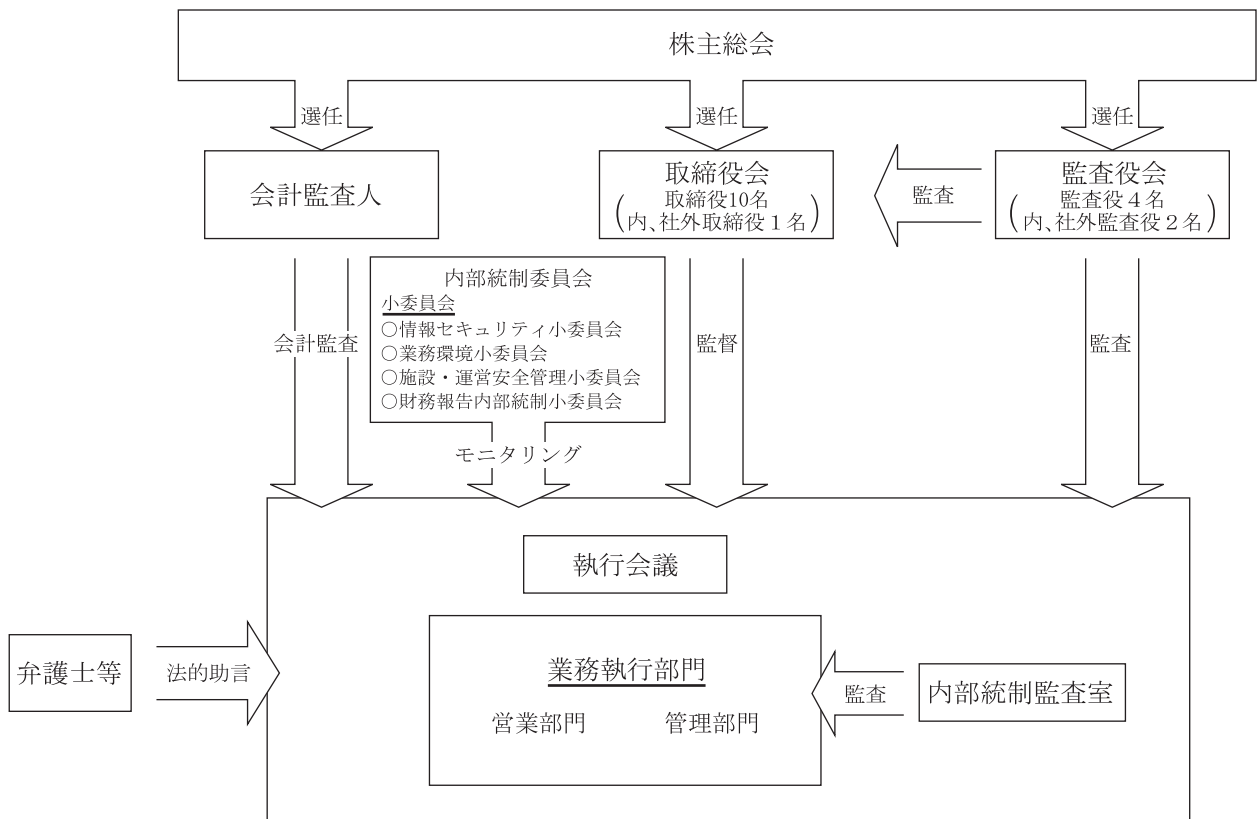 株主総会
選任
選任
選任
会計監査人
取締役会
取締役10名
(内、社外取締役1名)
監査
監査役会
監査役4名
(内、社外監査役2名)
内部統制委員会
小委員会
○情報セキュリティ小委員会
○業務環境小委員会
○施設・運営安全管理小委員会
○財務報告内部統制小委員会
会計監査
監督
監査
モニタリング
執行会議
弁護士等
法的助言
業務執行部門
営業部門
管理部門
監査
内部統制監査室